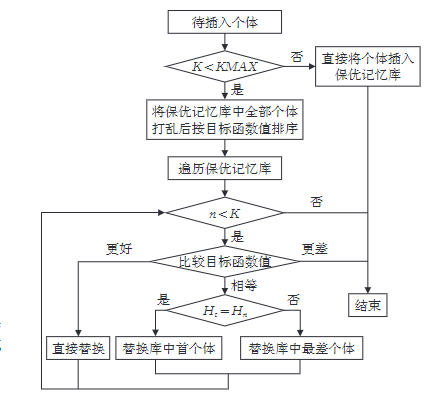 待插入个体
K<KMAX
否
直接将个体插入
保优记忆库
是
将保优记忆库中全部个体
打乱后按目标函数值排序
遍历保优记忆库
n<K
否
是
更好
比较目标函数值
更差
相等
结束
是
H_t=H_n
否
直接替换
替换库中首个体
替换库中最差个体